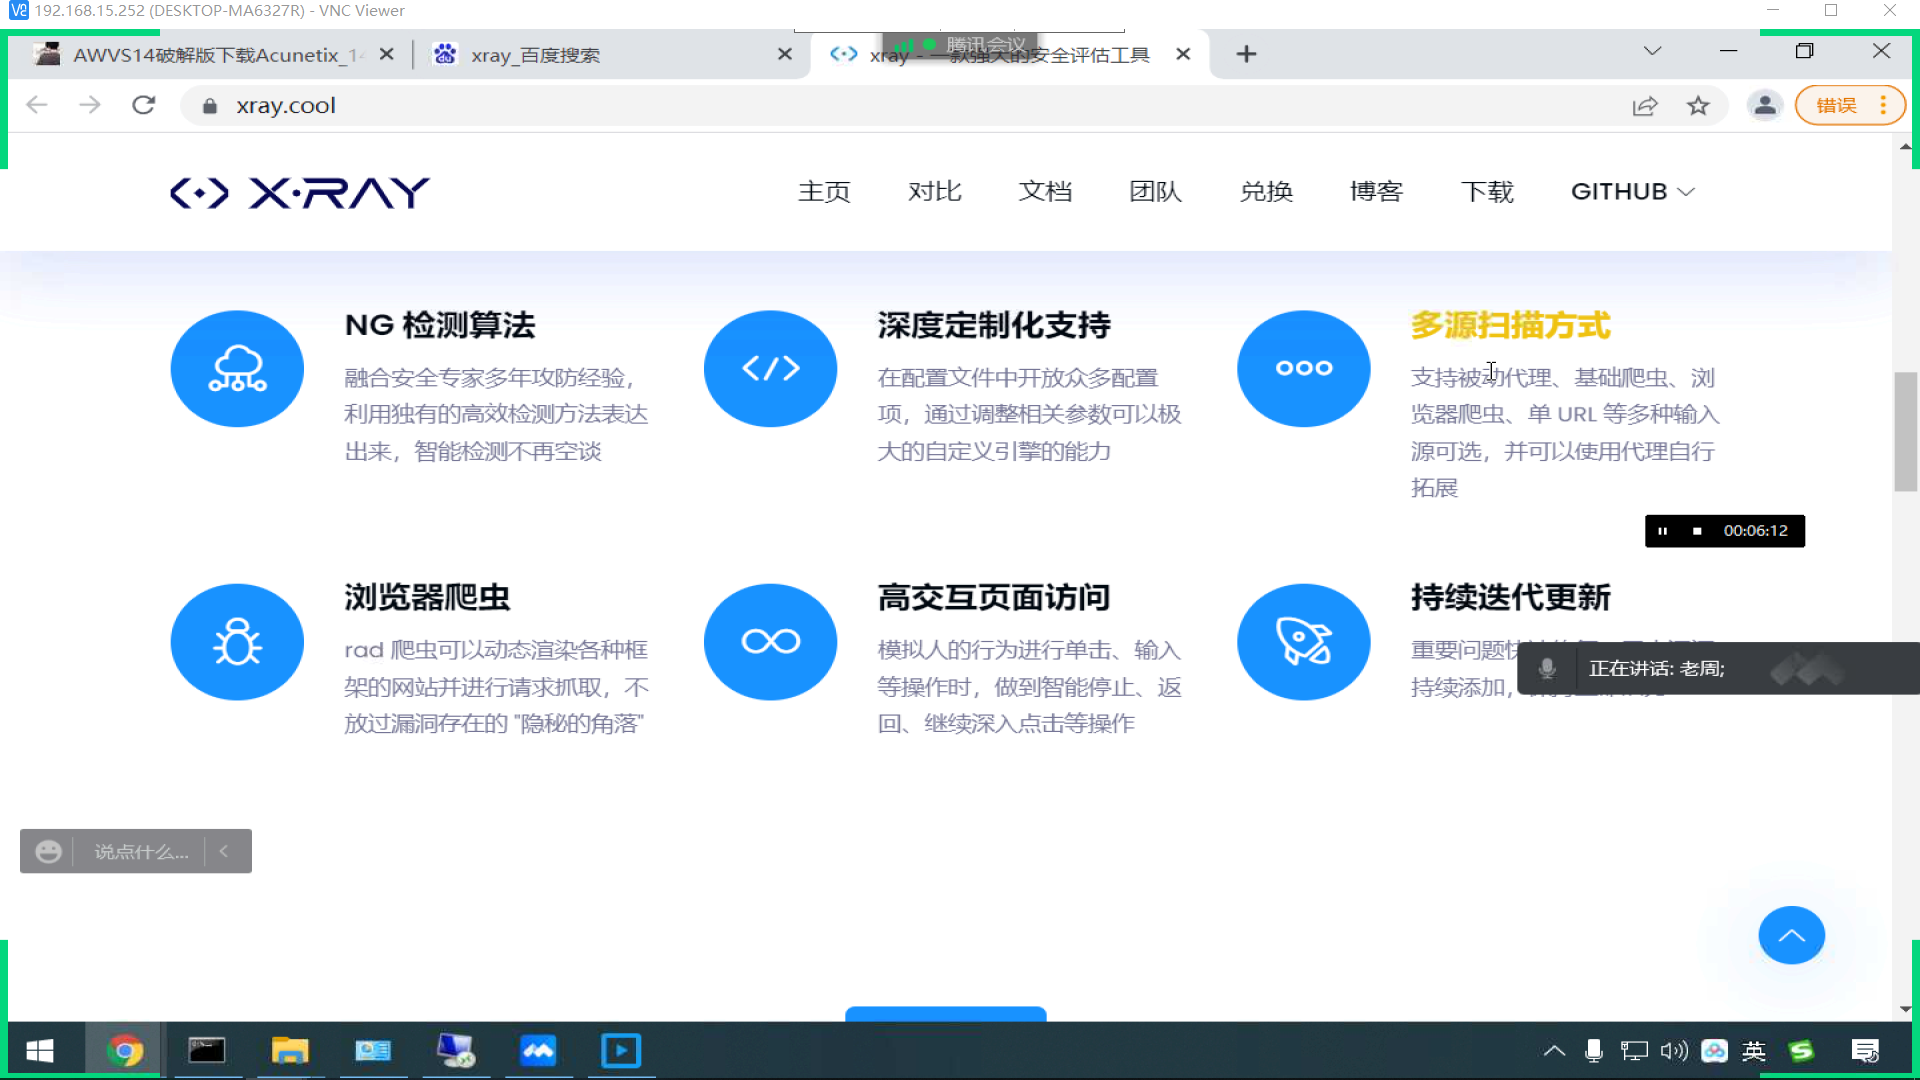 192.168.15.252 (DESKTOP-MA6327R) - VNC Viewer
AWVS14破解版下载Acunetix_14
xray_百度搜索
xray - 一款强大的安全评估工具
腾讯会议
xray.cool
错误
X·RAY
主页
对比
文档
团队
兑换
博客
下载
GITHUB
NG 检测算法
融合安全专家多年攻防经验，
利用独有的高效检测方法表达
出来，智能检测不再空谈
深度定制化支持
在配置文件中开放众多配置
项，通过调整相关参数可以极
大的自定义引擎的能力
多源扫描方式
支持被动代理、基础爬虫、浏
览器爬虫、单 URL 等多种输入
源可选，并可以使用代理自行
拓展
00:06:12
浏览器爬虫
rad 爬虫可以动态渲染各种框
架的网站并进行请求抓取，不
放过漏洞存在的 "隐秘的角落"
高交互页面访问
模拟人的行为进行单击、输入
等操作时，做到智能停止、返
回、继续深入点击等操作
持续迭代更新
重要问题
持续添加，
正在讲话: 老周;
说点什么...
英